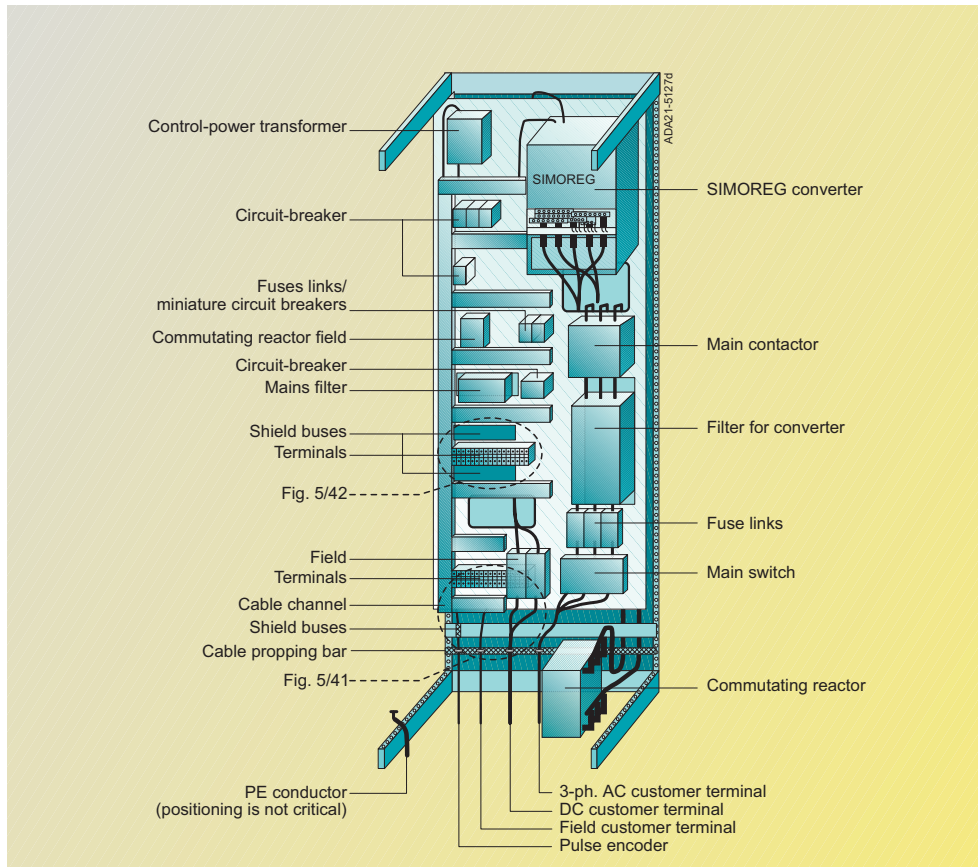 ADA21-5127d
Control-power transformer
SIMOREG
SIMOREG converter
Circuit-breaker
Fuses links/
miniature circuit breakers
Commutating reactor field
Main contactor
Circuit-breaker
Mains filter
Shield buses
Filter for converter
Terminals
Fig. 5/42
Fuse links
Field
Terminals
Main switch
Cable channel
Shield buses
Cable propping bar
Fig. 5/41
Commutating reactor
PE conductor
(positioning is not critical)
3-ph. AC customer terminal
DC customer terminal
Field customer terminal
Pulse encoder